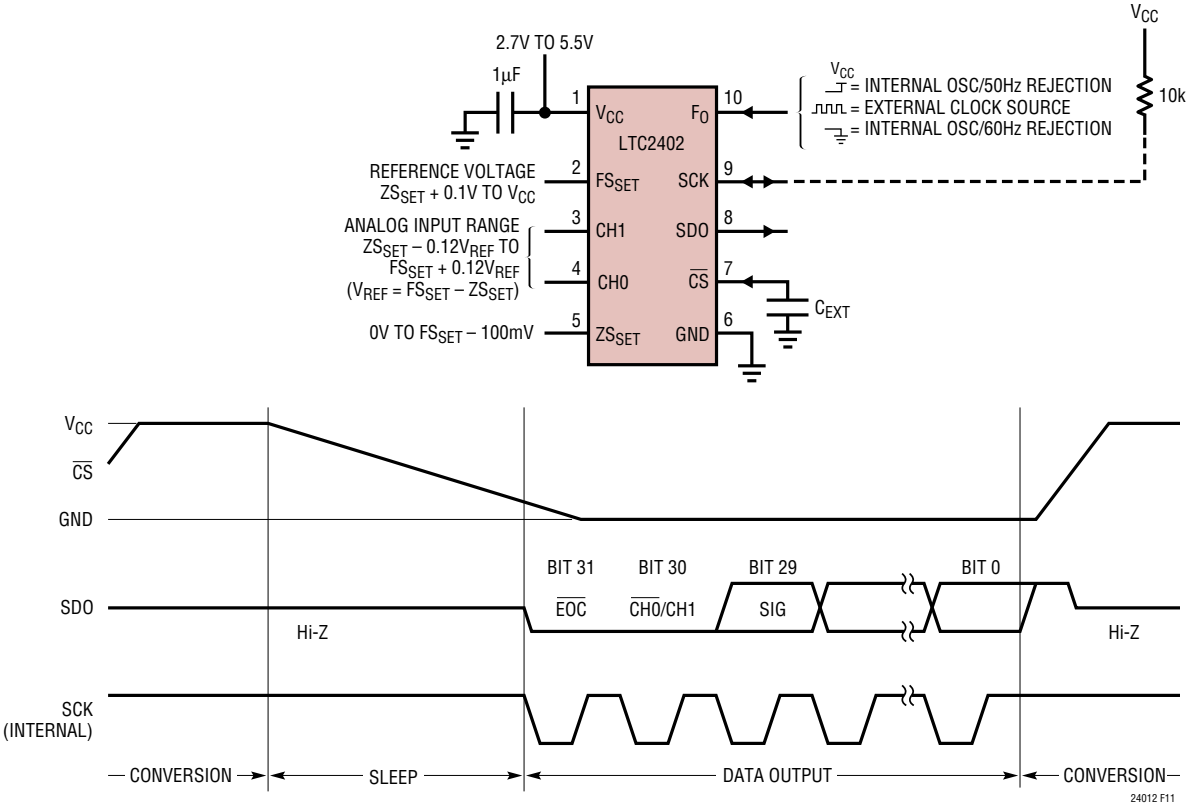 VCC
2.7V TO 5.5V
1µF
10k
VCC
= INTERNAL OSC/50Hz REJECTION
= EXTERNAL CLOCK SOURCE
= INTERNAL OSC/60Hz REJECTION
1
VCC
FO
10
LTC2402
REFERENCE VOLTAGE
ZSSET + 0.1V TO VCC
2
FSSET
SCK
9
ANALOG INPUT RANGE
ZSSET – 0.12VREF TO
FSSET + 0.12VREF
(VREF = FSSET – ZSSET)
3
CH1
SDO
8
4
CH0
CS
7
CEXT
0V TO FSSET – 100mV
5
ZSSET
GND
6
VCC
CS
GND
BIT 31
BIT 30
BIT 29
BIT 0
SDO
EOC
CH0/CH1
SIG
Hi-Z
Hi-Z
SCK
(INTERNAL)
CONVERSION
SLEEP
DATA OUTPUT
CONVERSION
24012 F11